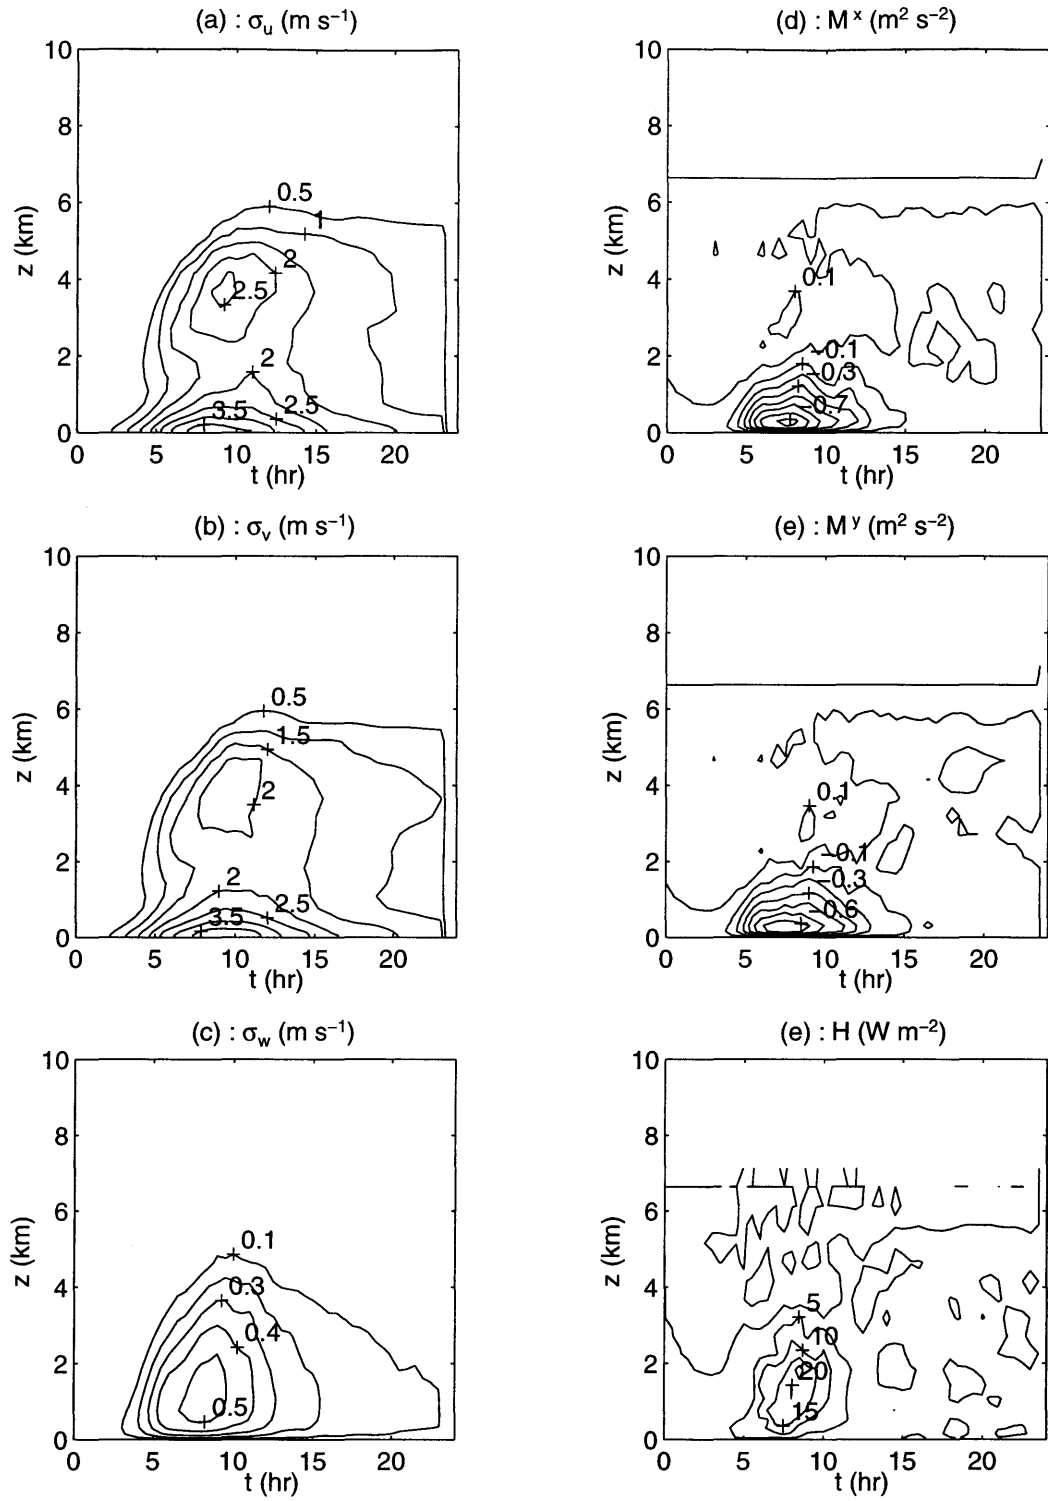 (a) : σu (m s−1)
10
8
6
4
2
0
z (km)
0.5
1
2
2.5
2
2.5
3.5
0 5 10 15 20
t (hr)
(d) : M x (m2 s−2)
10
8
6
4
2
0
z (km)
0.1
−0.1
−0.3
−0.7
0 5 10 15 20
t (hr)
(b) : σv (m s−1)
10
8
6
4
2
0
z (km)
0.5
1.5
2
2
2.5
3.5
0 5 10 15 20
t (hr)
(e) : M y (m2 s−2)
10
8
6
4
2
0
z (km)
0.1
−0.1
−0.3
−0.6
0 5 10 15 20
t (hr)
(c) : σw (m s−1)
10
8
6
4
2
0
z (km)
0.1
0.3
0.4
0.5
0 5 10 15 20
t (hr)
(e) : H (W m−2)
10
8
6
4
2
0
z (km)
5
10
20
15
0 5 10 15 20
t (hr)